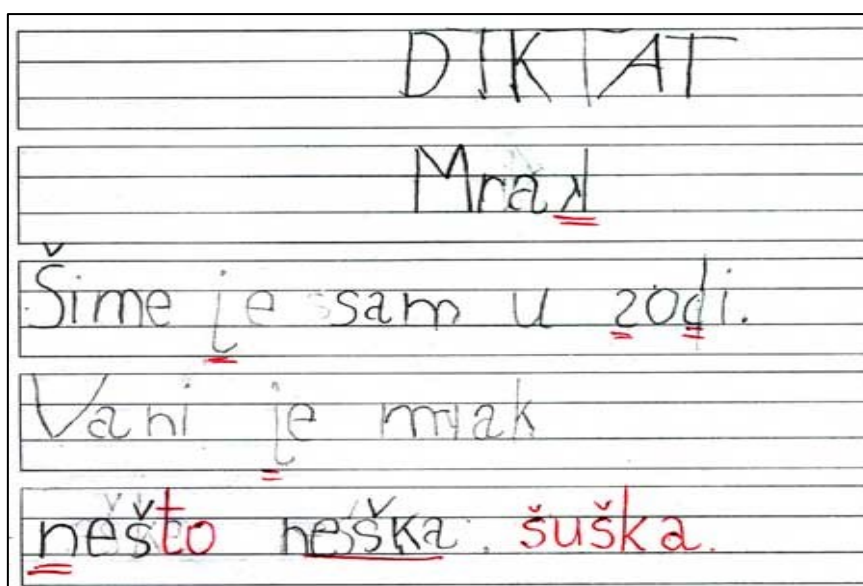 DIKTAT
Mrak
Šime je sam u zodi.
Vani je mrak
nešto neška. šuška.